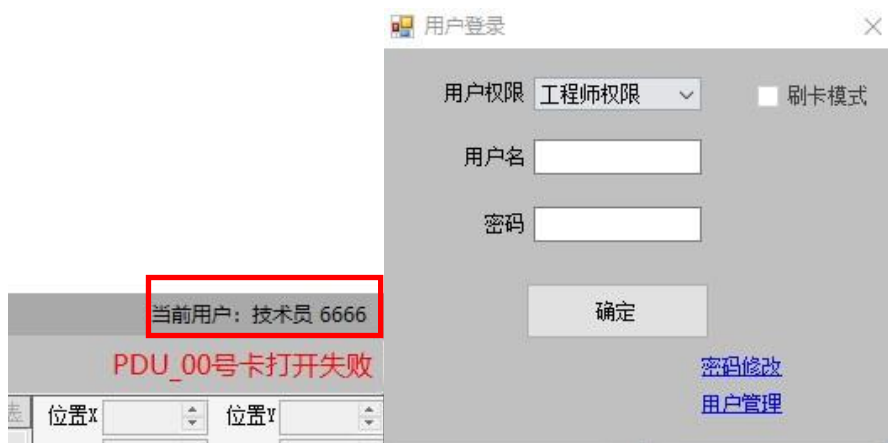 用户登录
用户权限 工程师权限 刷卡模式
用户名
密码
确定
密码修改
用户管理
当前用户：技术员 6666
PDU_00号卡打开失败
表 位置X 位置Y